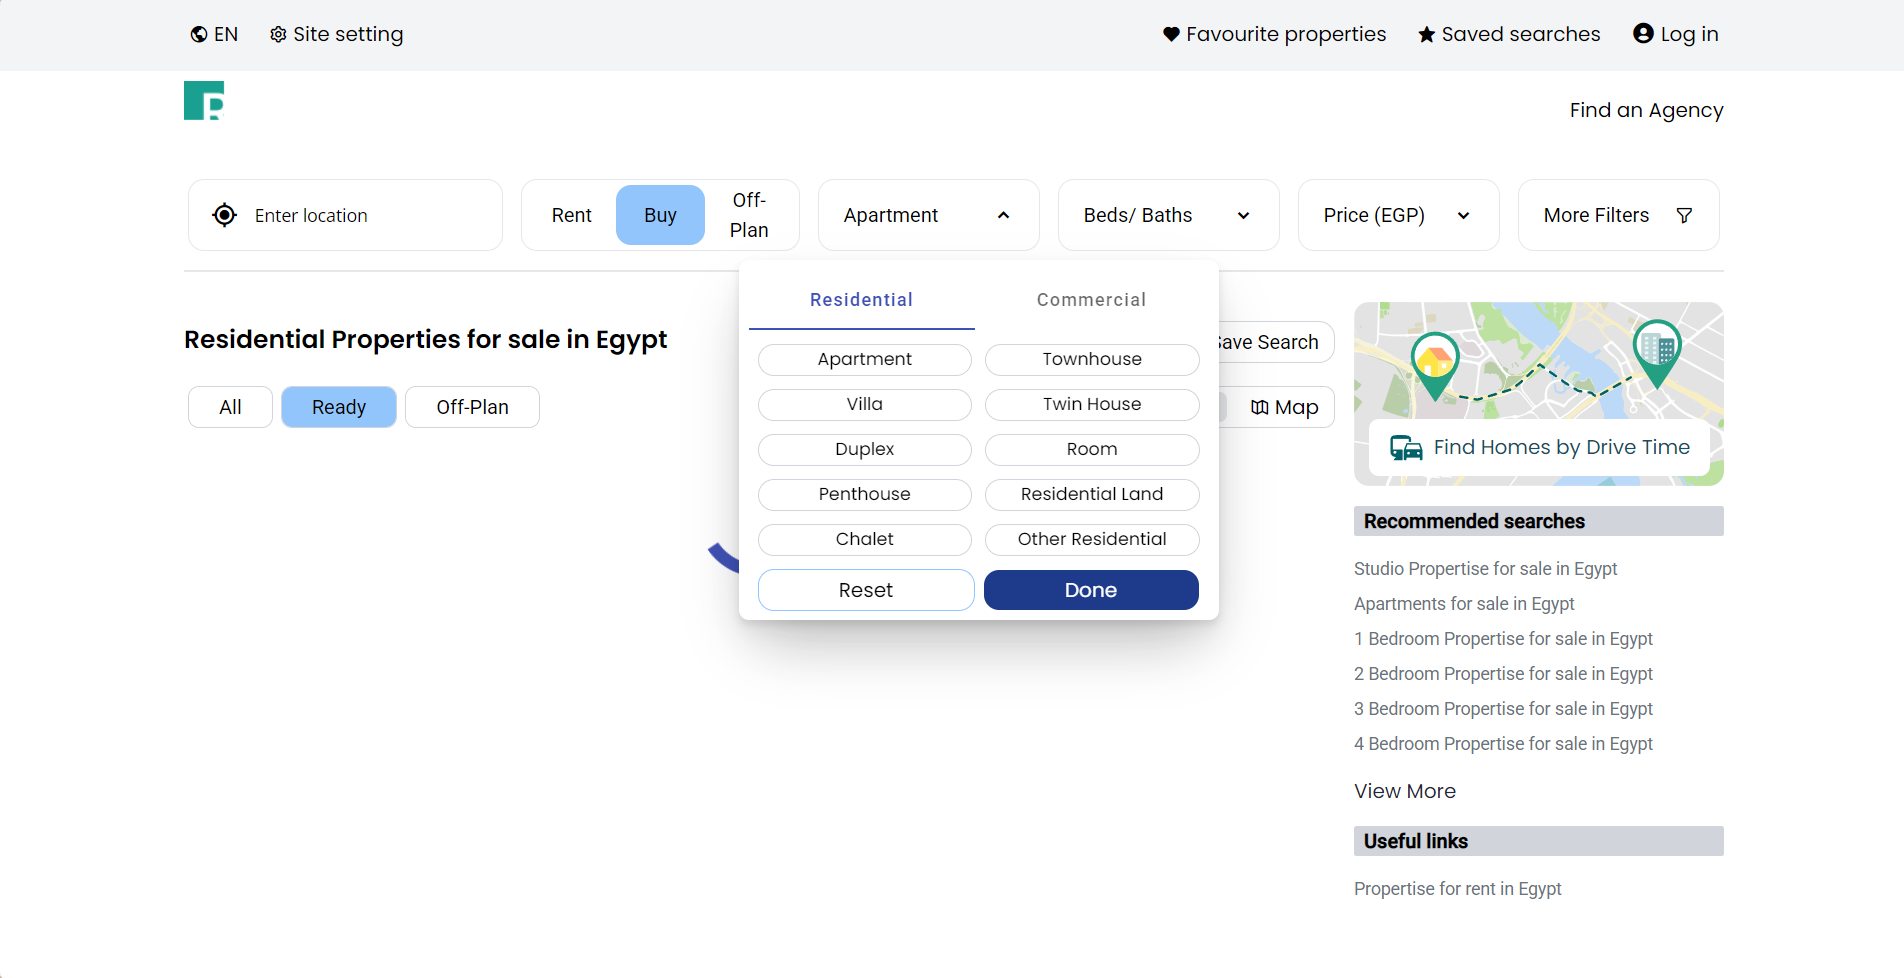 EN
Site setting
Favourite properties
Saved searches
Log in
Find an Agency
Enter location
Rent
Buy
Off-
Plan
Apartment
Beds/ Baths
Price (EGP)
More Filters
Residential
Commercial
Residential Properties for sale in Egypt
Save Search
All
Ready
Off-Plan
Map
Apartment
Townhouse
Villa
Twin House
Duplex
Room
Penthouse
Residential Land
Chalet
Other Residential
Reset
Done
Find Homes by Drive Time
Recommended searches
Studio Propertise for sale in Egypt
Apartments for sale in Egypt
1 Bedroom Propertise for sale in Egypt
2 Bedroom Propertise for sale in Egypt
3 Bedroom Propertise for sale in Egypt
4 Bedroom Propertise for sale in Egypt
View More
Useful links
Propertise for rent in Egypt